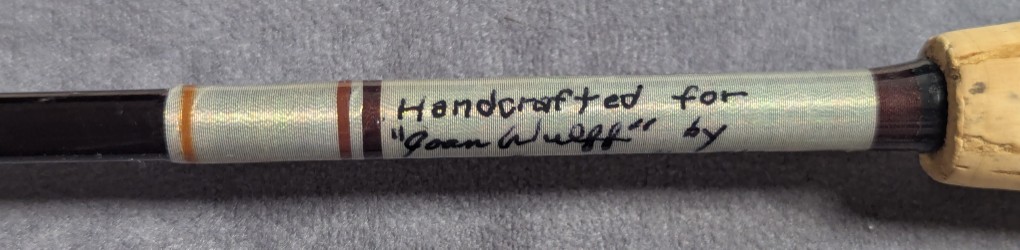 Handcrafted for
"Joan Wulff" by